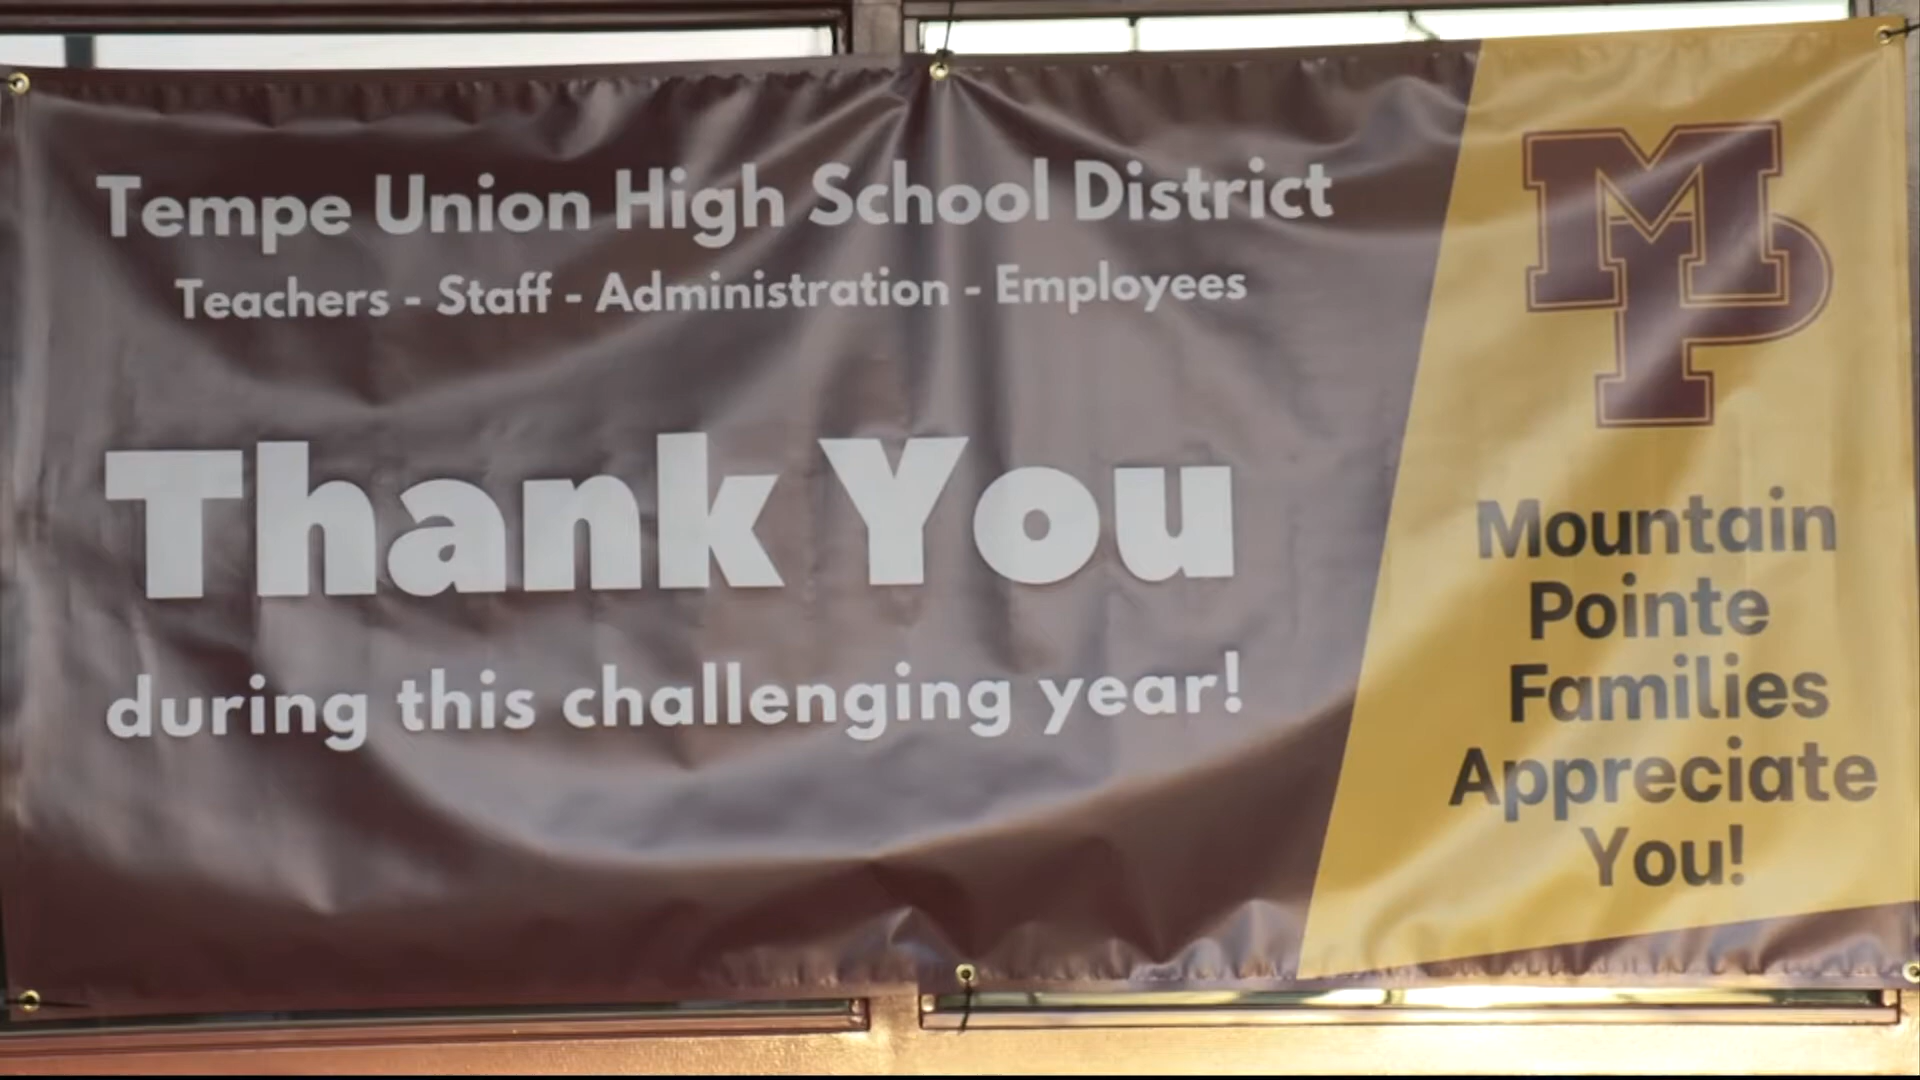 Tempe Union High School District
Teachers - Staff - Administration - Employees
Thank You
during this challenging year!
MP
Mountain
Pointe
Families
Appreciate
You!